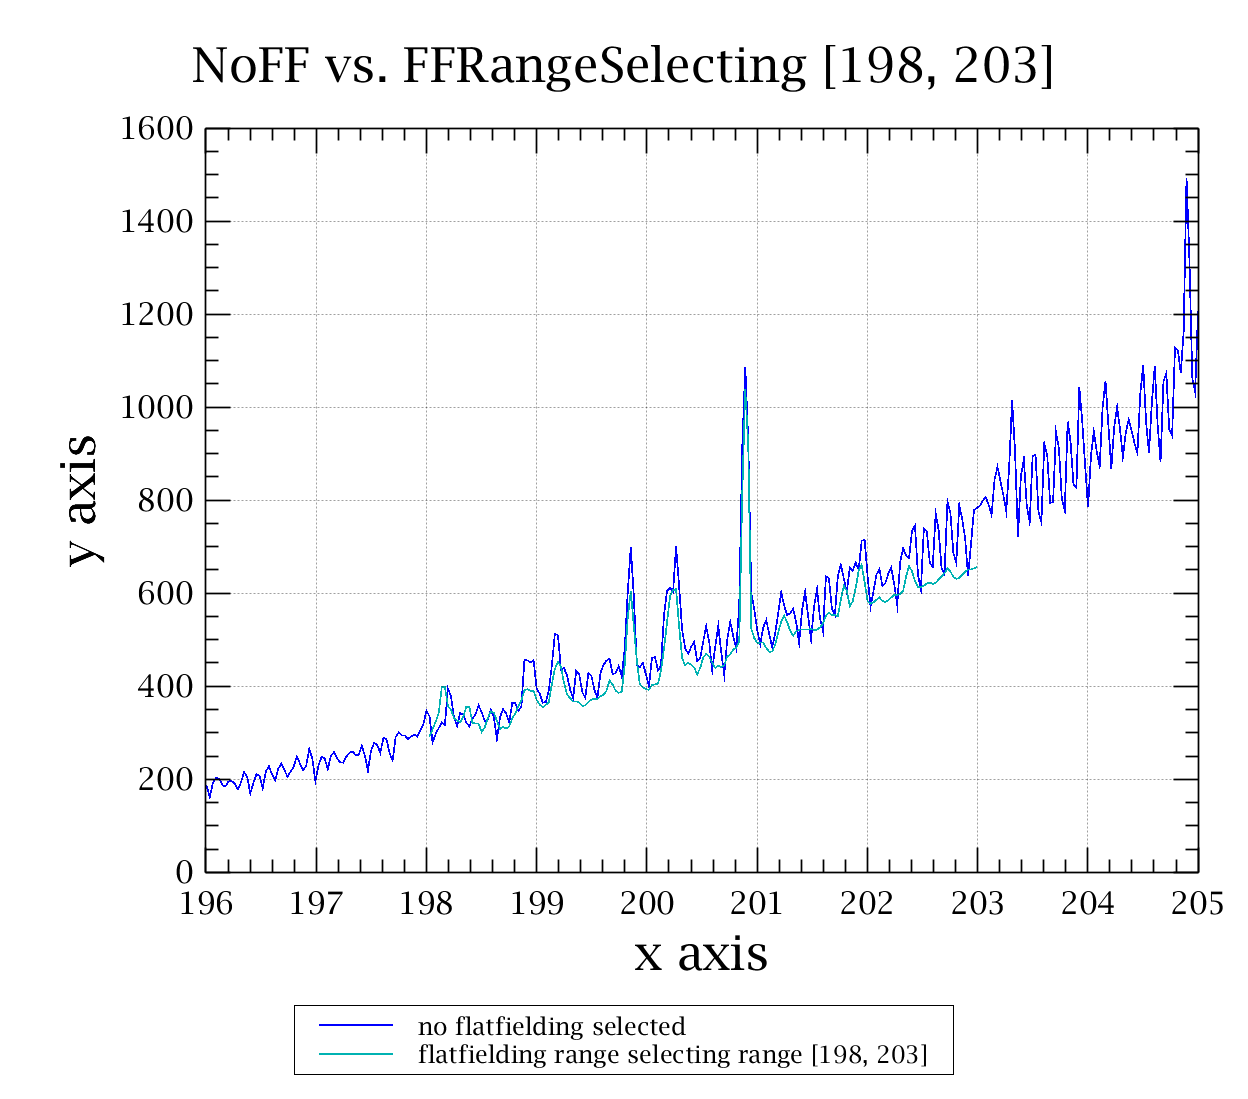 NoFF vs. FFRangeSelecting [198, 203]
1600
1400
1200
1000
800
600
400
200
0
y axis
196 197 198 199 200 201 202 203 204 205
x axis
no flatfielding selected
flatfielding range selecting range [198, 203]